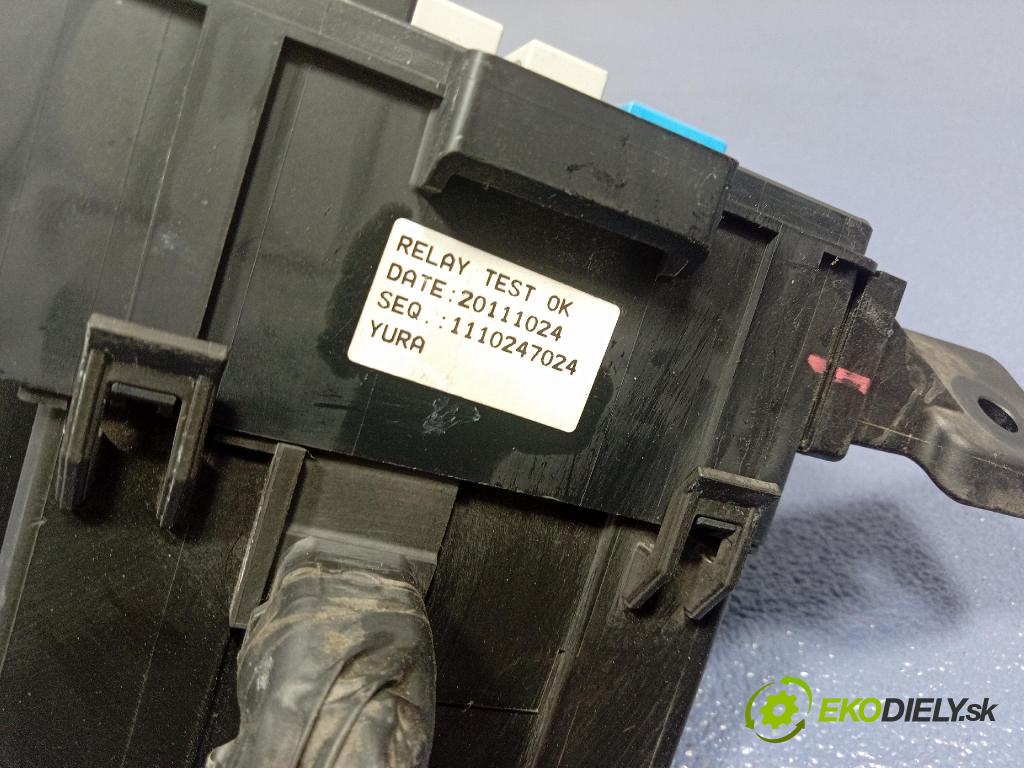 RELAY TEST OK
DATE:20111024
SEQ.:1110247024
YURA
EKODIELY.sk